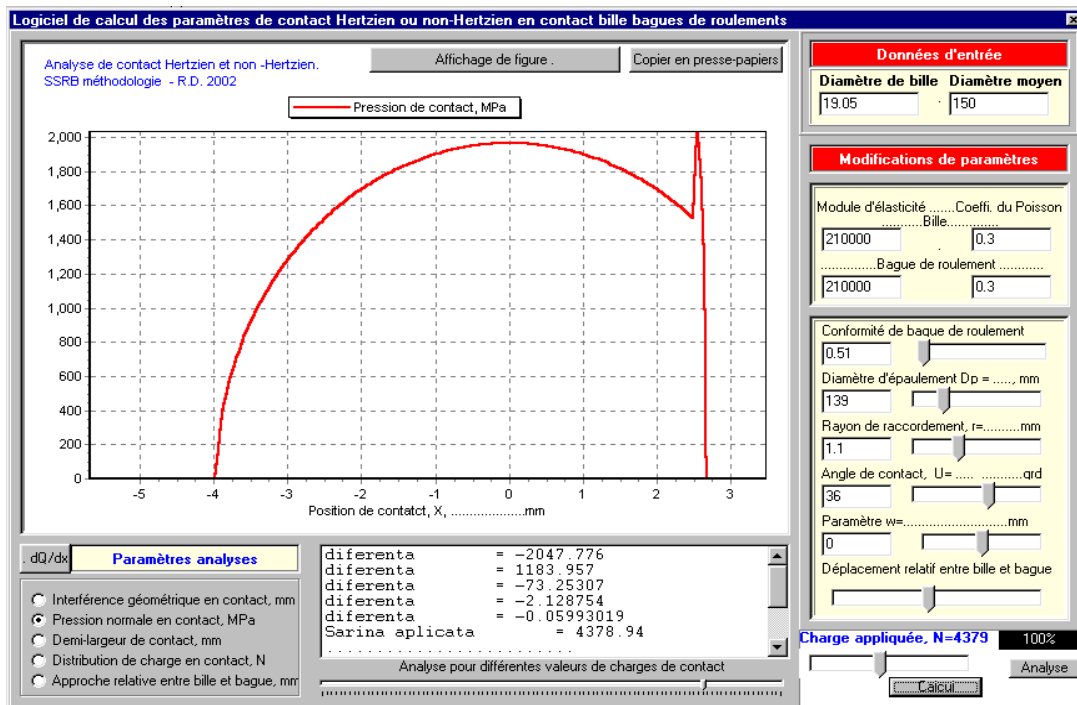 Logiciel de calcul des paramètres de contact Hertzien ou non-Hertzien en contact bille bagues de roulements
Analyse de contact Hertzien et non -Hertzien.
SSRB méthodologie - R.D. 2002
Affichage de figure .
Copier en presse-papiers
Pression de contact, MPa
2,000
1,800
1,600
1,400
1,200
1,000
800
600
400
200
0
-5 -4 -3 -2 -1 0 1 2 3
Position de contatct, X, ....................mm
Données d'entrée
Diamètre de bille Diamètre moyen
19.05 . 150
Modifications de paramètres
Module d'élasticité .......Coeffi. du Poisson
..........Bille.............
210000 . 0.3
..............Bague de roulement ...........
210000 0.3
Conformité de bague de roulement
0.51
Diamètre d'épaulement Dp = ...., mm
139
Rayon de raccordement, r=..........mm
1.1
Angle de contact, U= ..... ...............grd
36
Paramètre w=..........................mm
0
Déplacement relatif entre bille et bague
Charge appliquée, N=4379
100%
Analyse
Calcul
. dQ/dx
Paramètres analyses
Interférence géométrique en contact, mm
Pression normale en contact, MPa
Demi-largeur de contact, mm
Distribution de charge en contact, N
Approche relative entre bille et bague, mm
diferenta = -2047.776
diferenta = 1183.957
diferenta = -73.25307
diferenta = -2.128754
diferenta = -0.05993019
Sarina aplicata = 4378.94
.........................
Analyse pour différentes valeurs de charges de contact